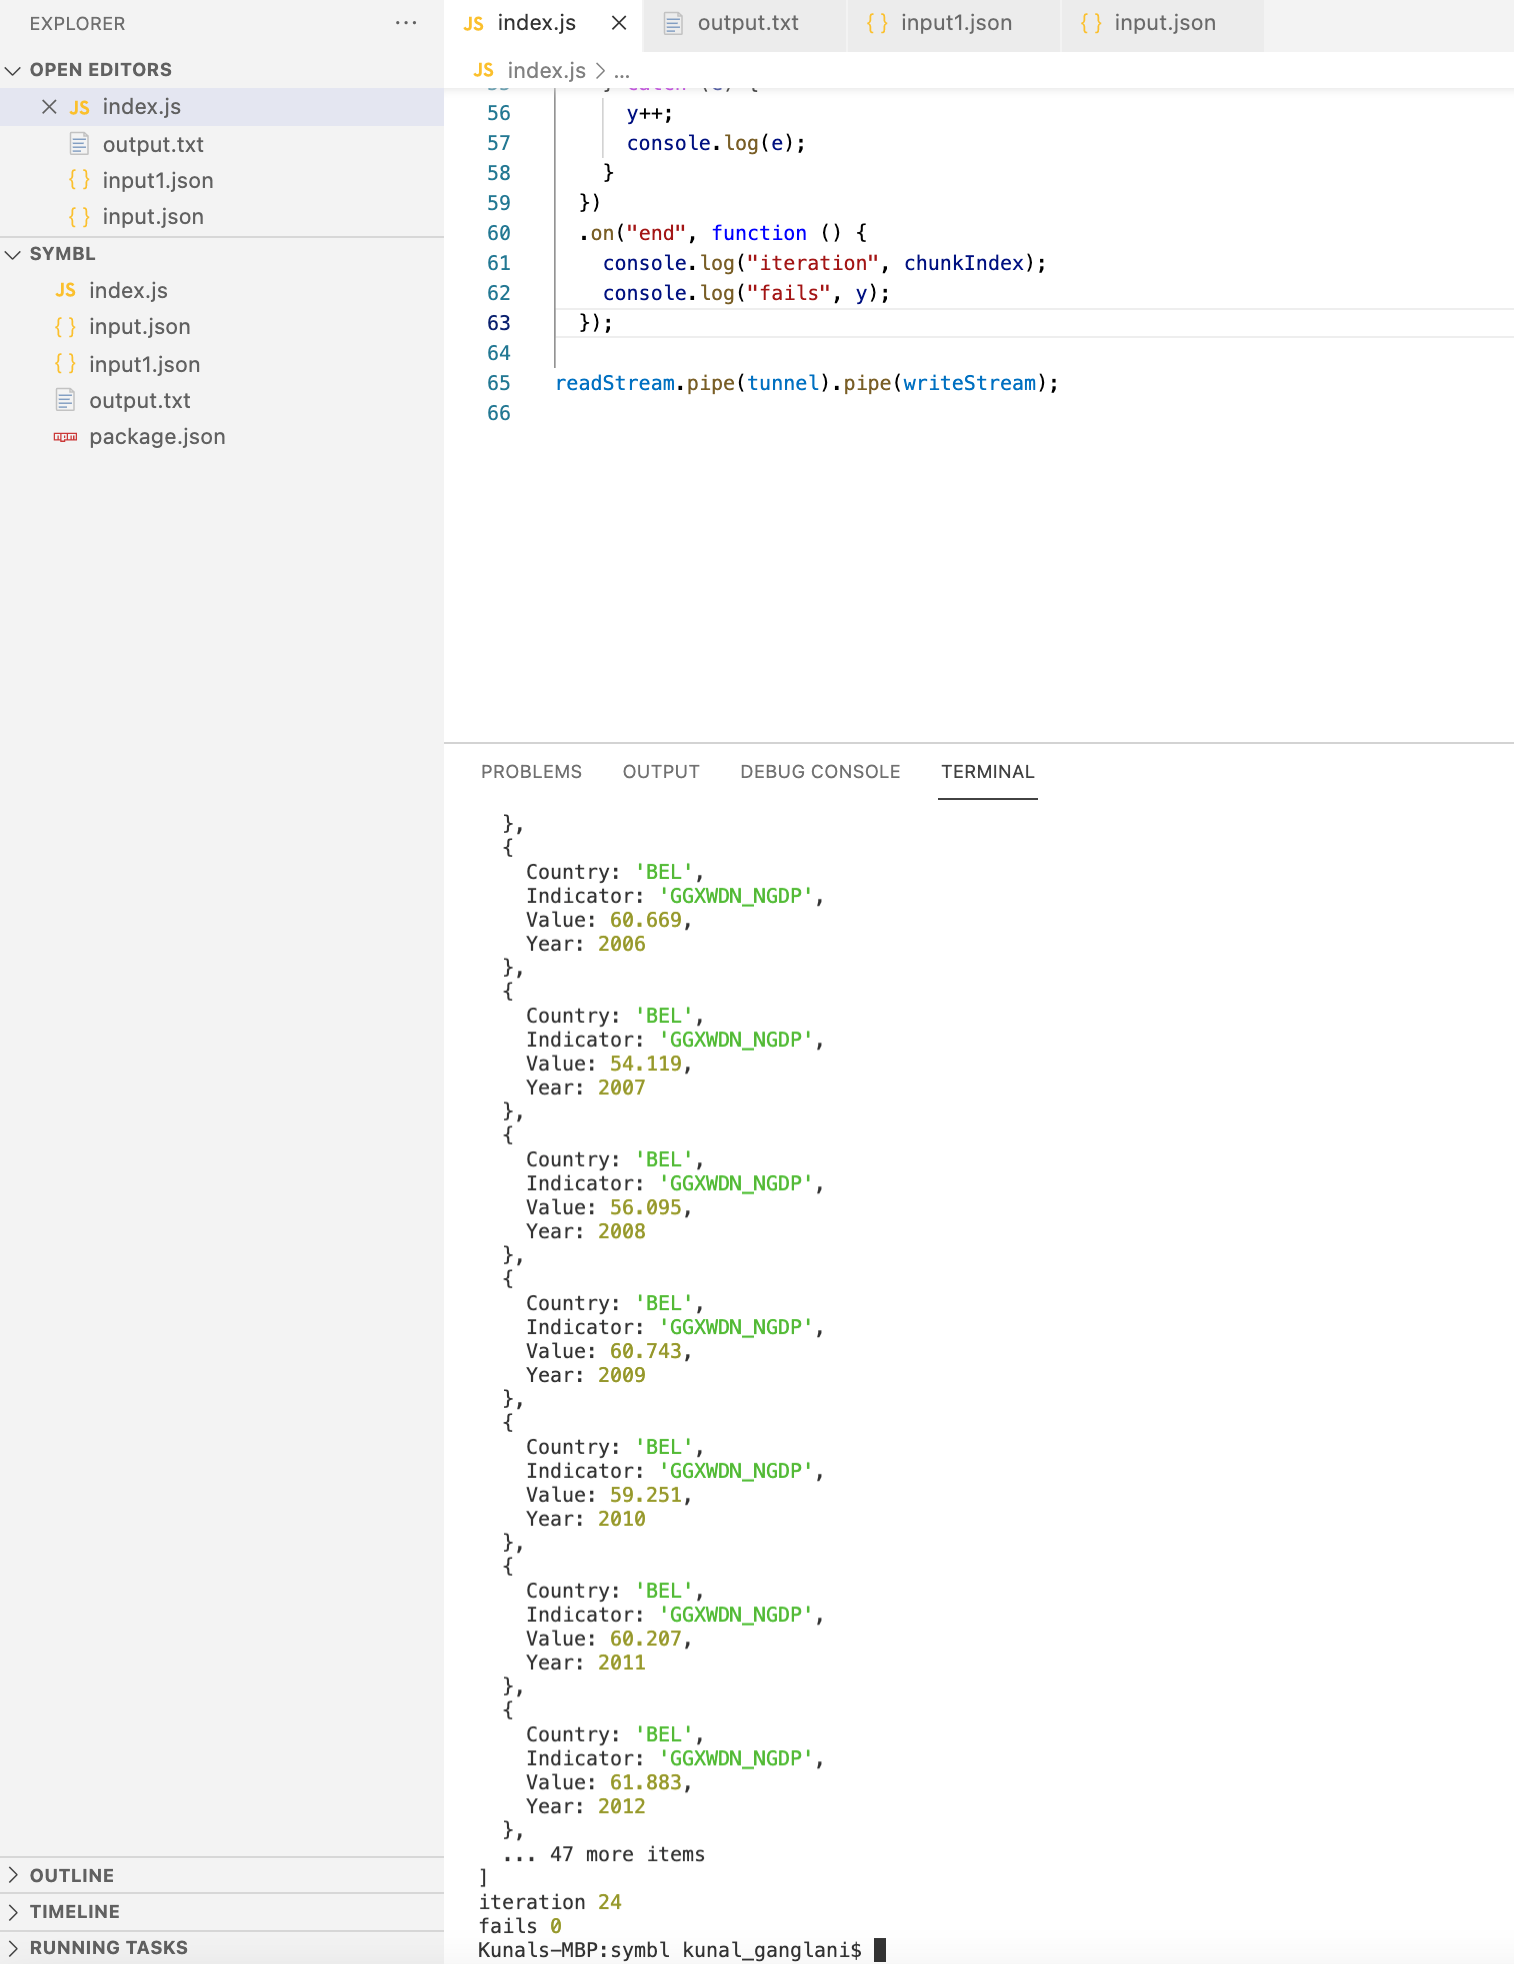 EXPLORER
OPEN EDITORS
JS index.js
output.txt
{} input1.json
{} input.json
SYMBL
JS index.js
{} input.json
{} input1.json
output.txt
package.json
OUTLINE
TIMELINE
RUNNING TASKS
JS index.js
output.txt
{} input1.json
{} input.json
JS index.js > ...
56 y++;
57 console.log(e);
58 }
59 })
60 .on("end", function () {
61 console.log("iteration", chunkIndex);
62 console.log("fails", y);
63 });
64
65 readStream.pipe(tunnel).pipe(writeStream);
66
PROBLEMS OUTPUT DEBUG CONSOLE TERMINAL
},
{
Country: 'BEL',
Indicator: 'GGXWDN_NGDP',
Value: 60.669,
Year: 2006
},
{
Country: 'BEL',
Indicator: 'GGXWDN_NGDP',
Value: 54.119,
Year: 2007
},
{
Country: 'BEL',
Indicator: 'GGXWDN_NGDP',
Value: 56.095,
Year: 2008
},
{
Country: 'BEL',
Indicator: 'GGXWDN_NGDP',
Value: 60.743,
Year: 2009
},
{
Country: 'BEL',
Indicator: 'GGXWDN_NGDP',
Value: 59.251,
Year: 2010
},
{
Country: 'BEL',
Indicator: 'GGXWDN_NGDP',
Value: 60.207,
Year: 2011
},
{
Country: 'BEL',
Indicator: 'GGXWDN_NGDP',
Value: 61.883,
Year: 2012
},
... 47 more items
]
iteration 24
fails 0
Kunals-MBP:symbl kunal_ganglani$